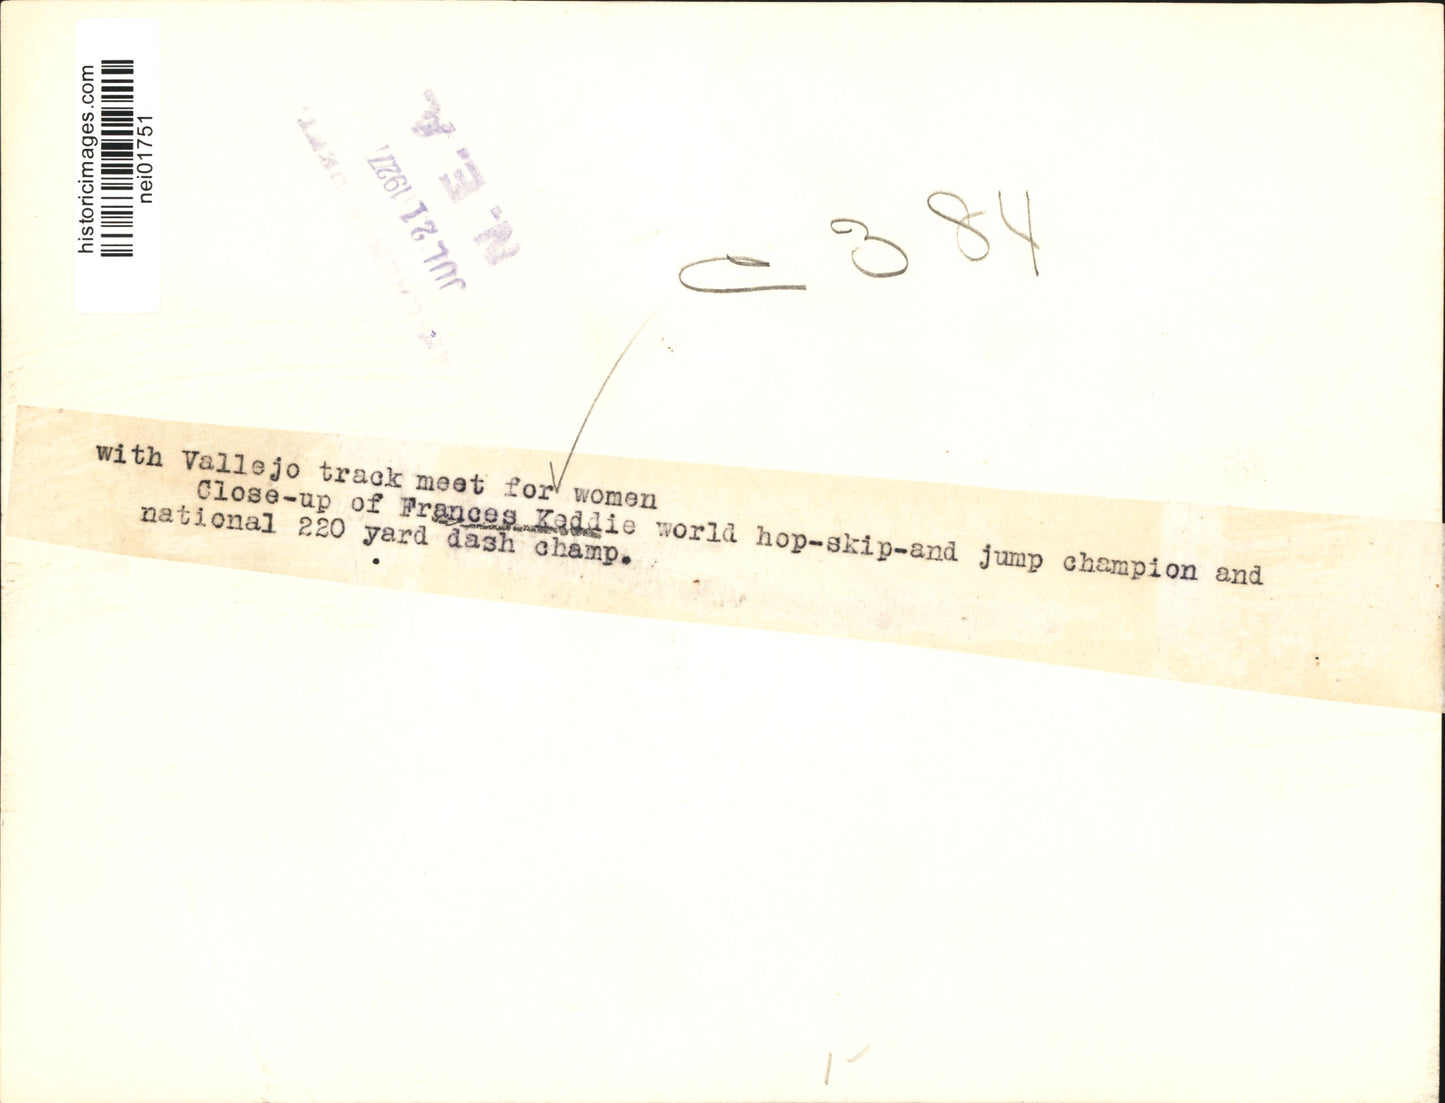 historicimages.com
nei01751
N. E. A.
JUL 21 1927
C 384
with Vallejo track meet for women
Close-up of Frances Keddie world hop-skip-and jump champion and
national 220 yard dash champ.